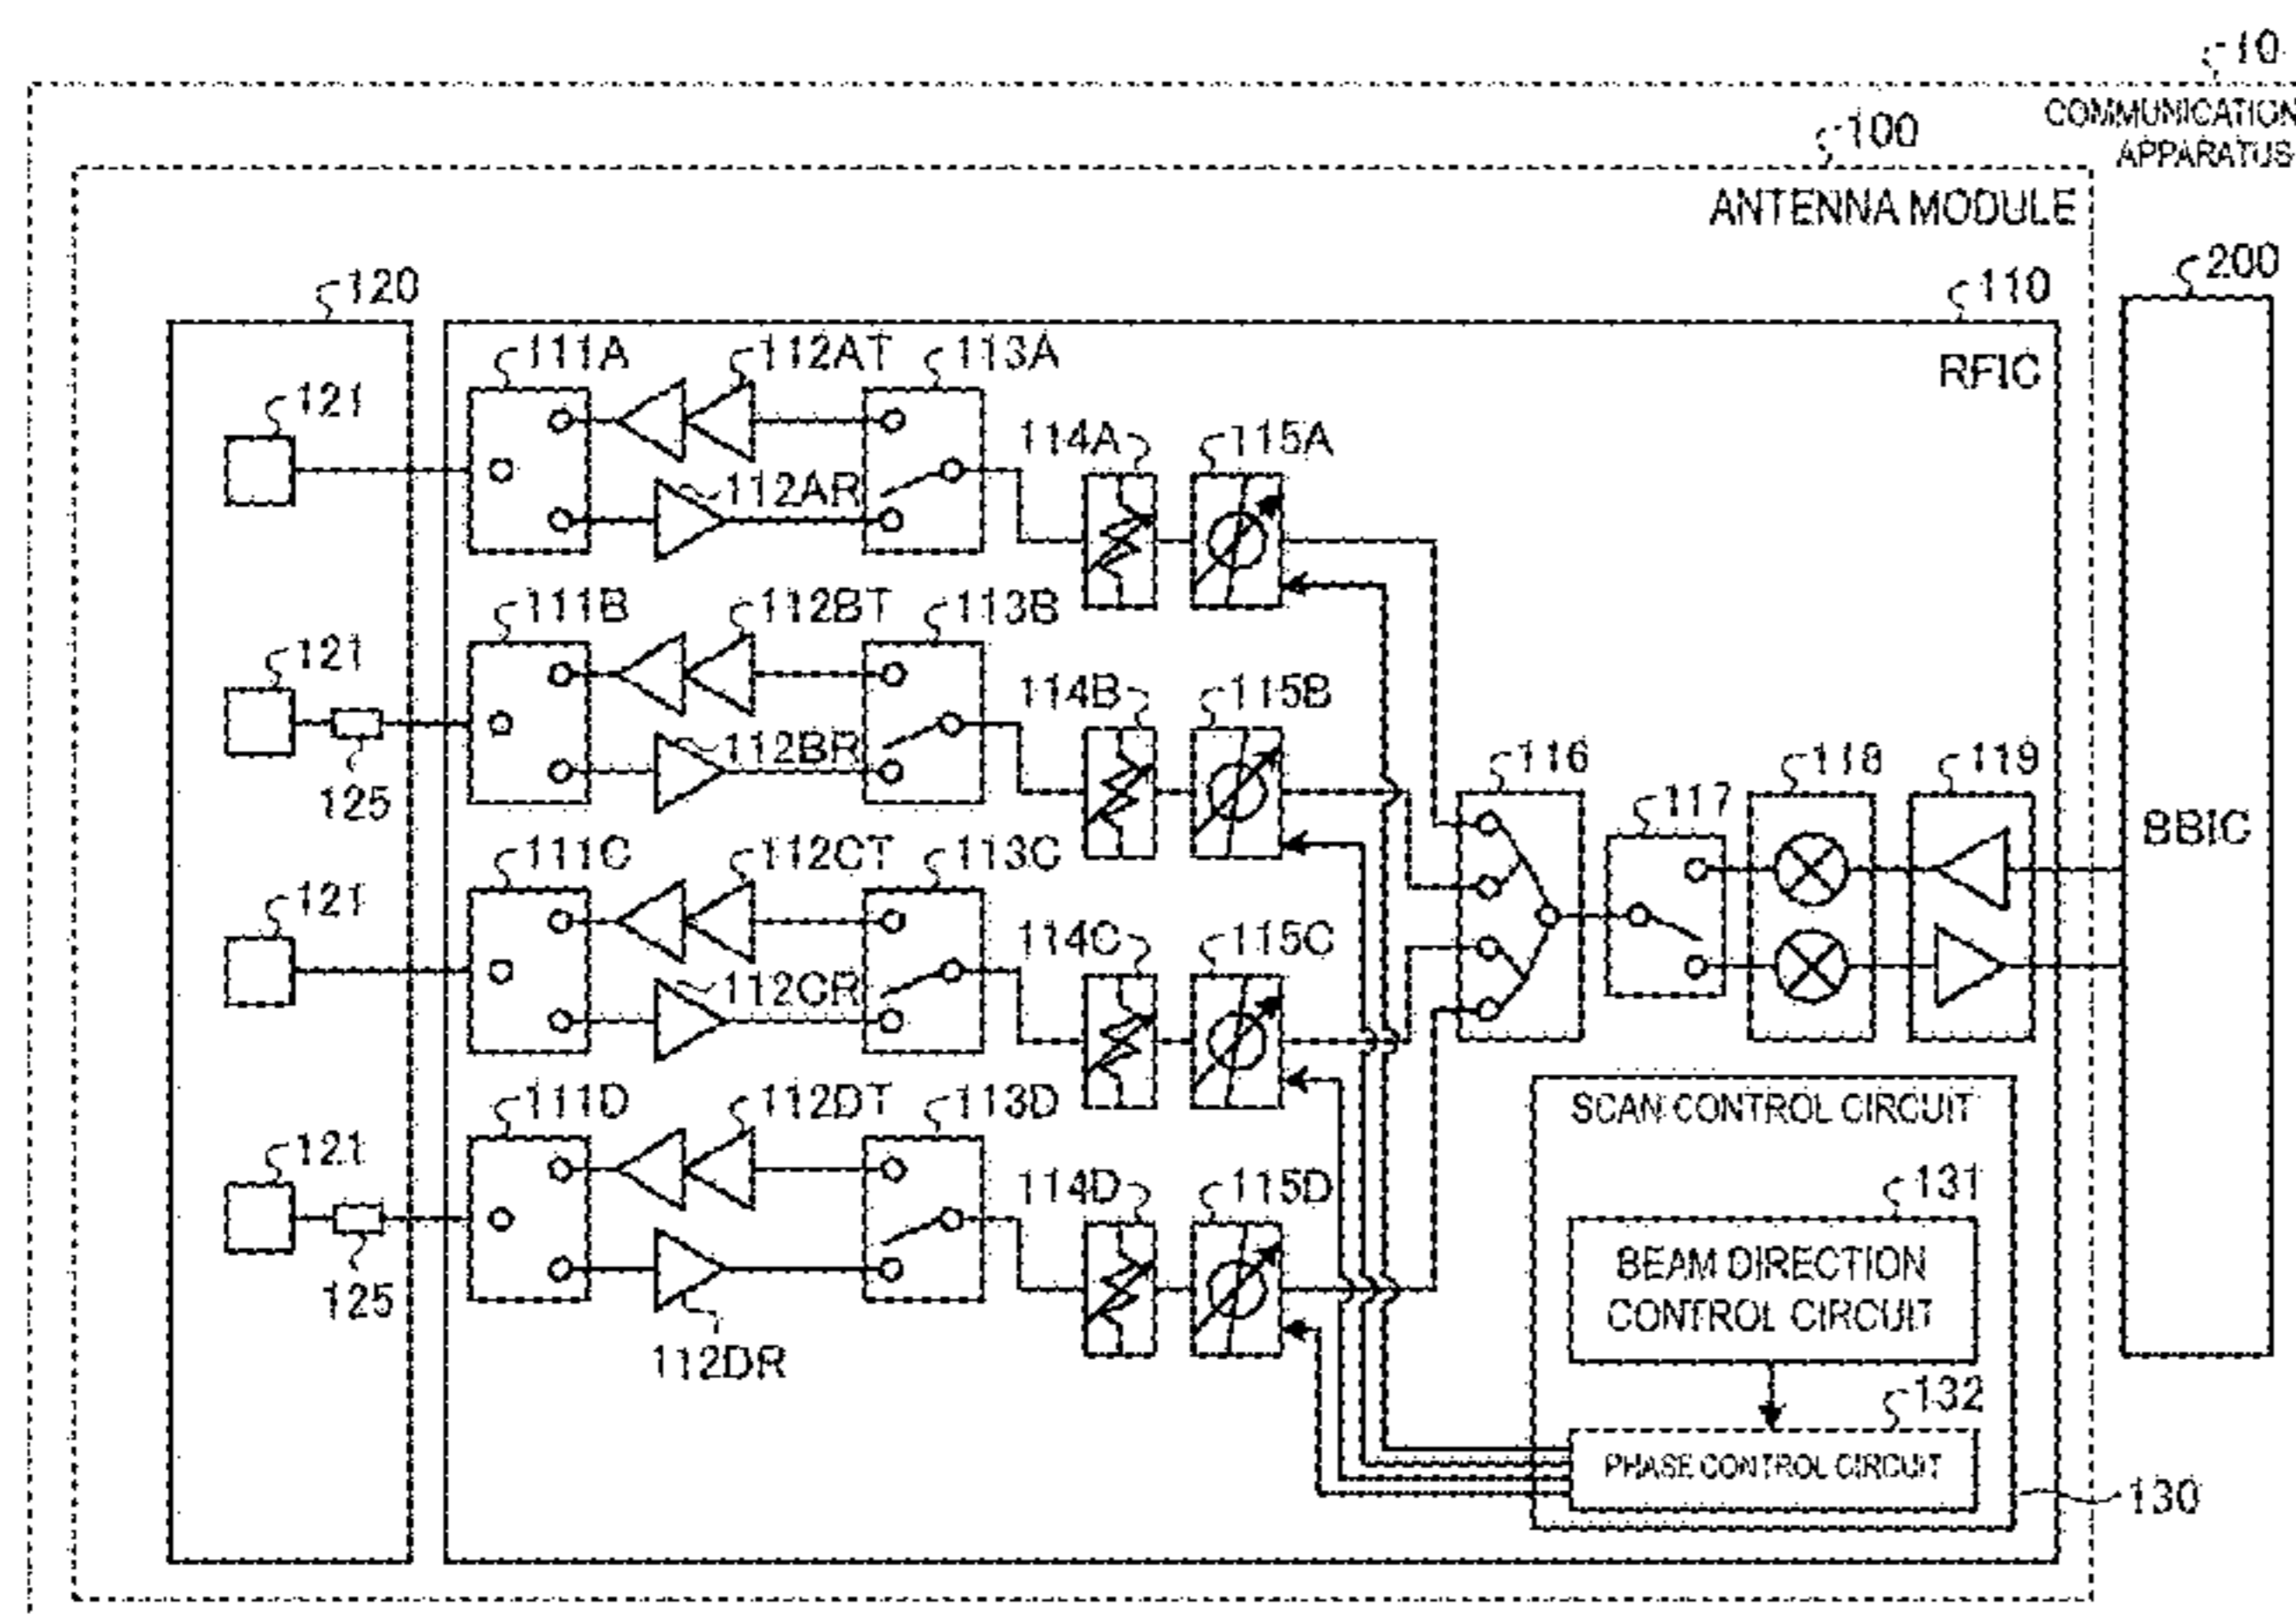 10
COMMUNICATION
APPARATUS
100
ANTENNA MODULE
200
120
110
RFIC
111A
112AT
113A
121
114A
115A
112AR
111B
112BT
113B
121
114B
115B
112BR
125
116
118
119
117
BBIC
111C
112CT
113C
121
114C
115C
112CR
111D
112DT
113D
SCAN CONTROL CIRCUIT
121
114D
115D
131
BEAM DIRECTION
CONTROL CIRCUIT
125
112DR
132
PHASE CONTROL CIRCUIT
130